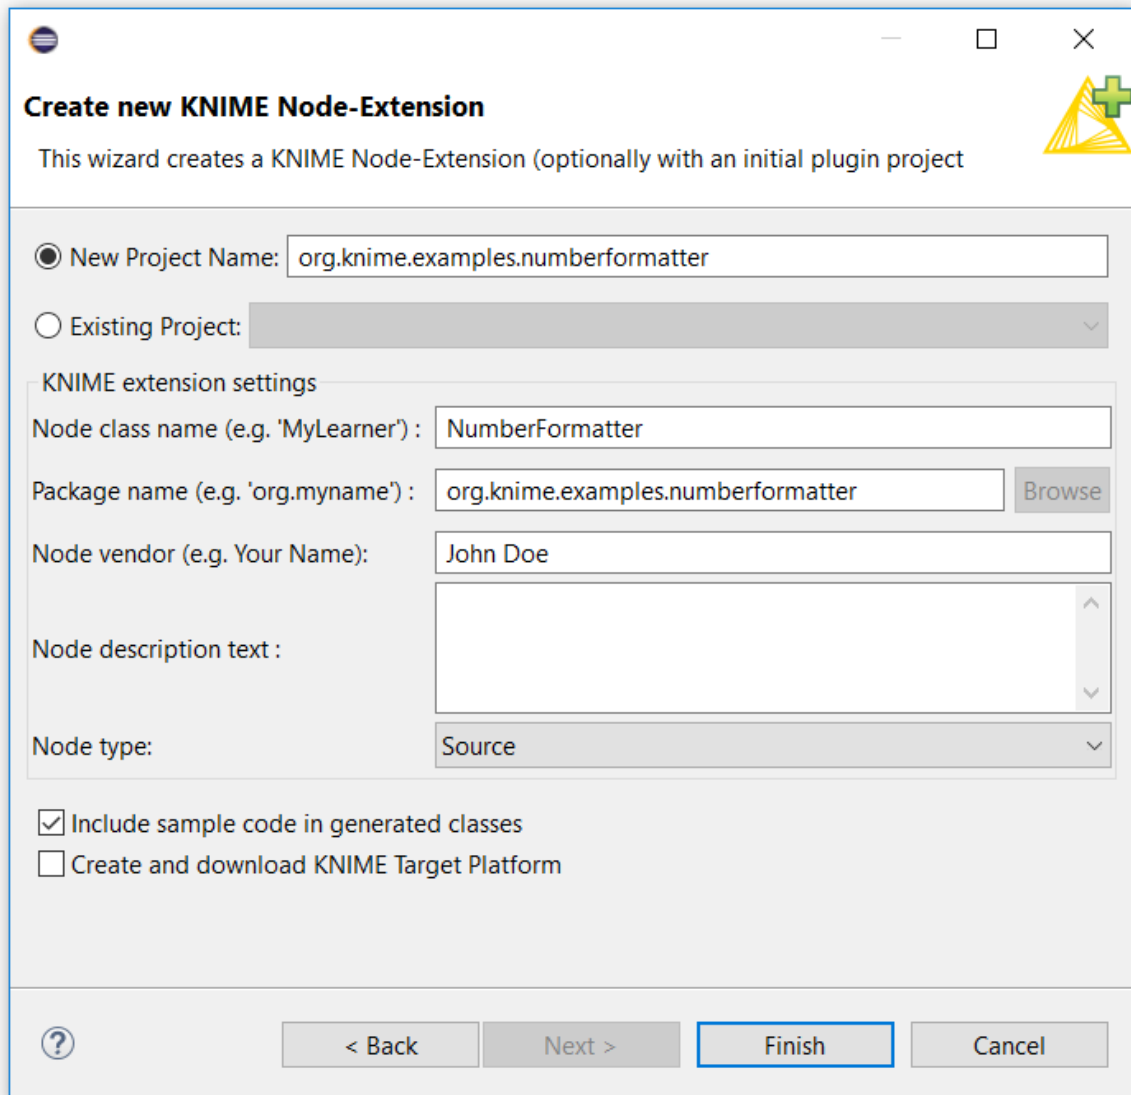 Create new KNIME Node-Extension
This wizard creates a KNIME Node-Extension (optionally with an initial plugin project
New Project Name: org.knime.examples.numberformatter
Existing Project:
KNIME extension settings
Node class name (e.g. 'MyLearner') : NumberFormatter
Package name (e.g. 'org.myname') : org.knime.examples.numberformatter Browse
Node vendor (e.g. Your Name): John Doe
Node description text :
Node type: Source
Include sample code in generated classes
Create and download KNIME Target Platform
? < Back Next > Finish Cancel